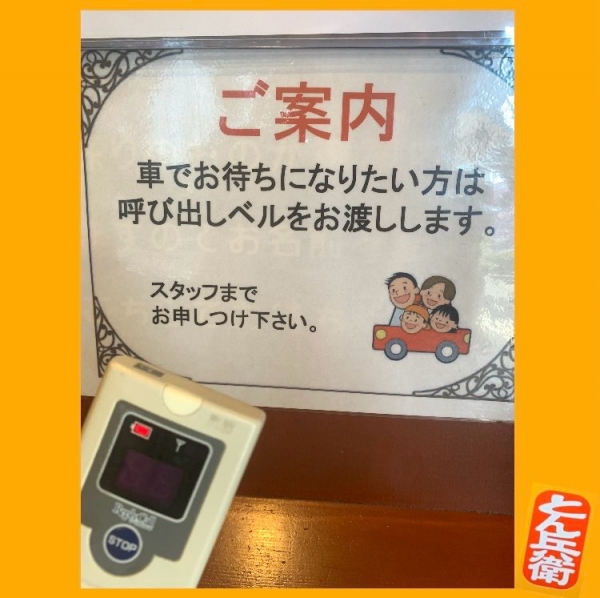 ご案内
車でお待ちになりたい方は
呼び出しベルをお渡しします。
スタッフまで
お申しつけ下さい。
STOP
とん兵衛